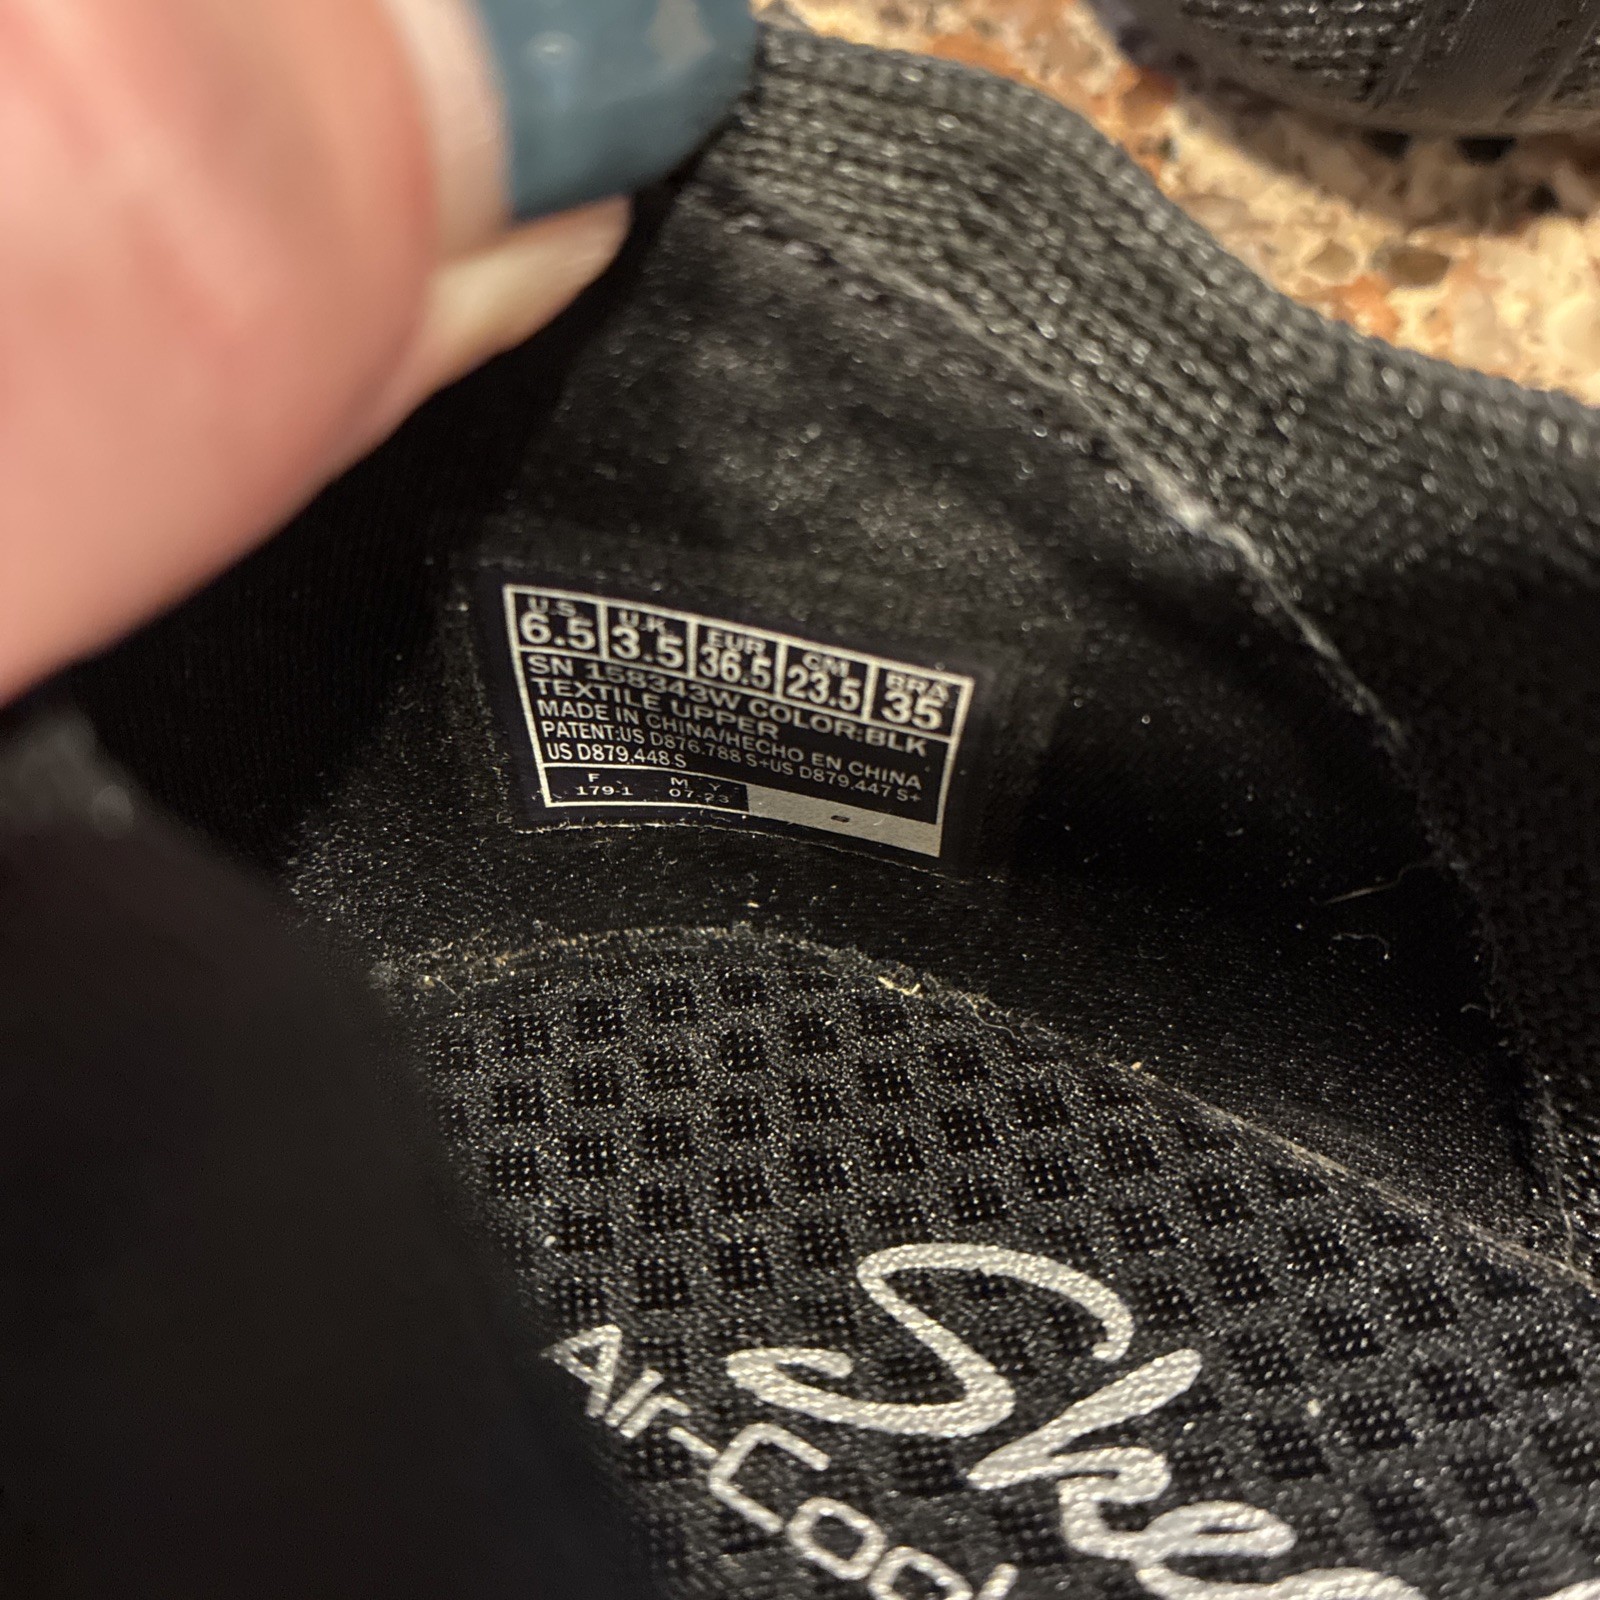 U.S. U.K. EUR CM BRA
6.5 3.5 36.5 23.5 35
SN 158343W COLOR:BLK
TEXTILE UPPER
MADE IN CHINA/HECHO EN CHINA
PATENT:US D876.788 S+US D879,447 S+
US D879,448 S
F M Y
179-1 07-23
Ske
Air-Cool